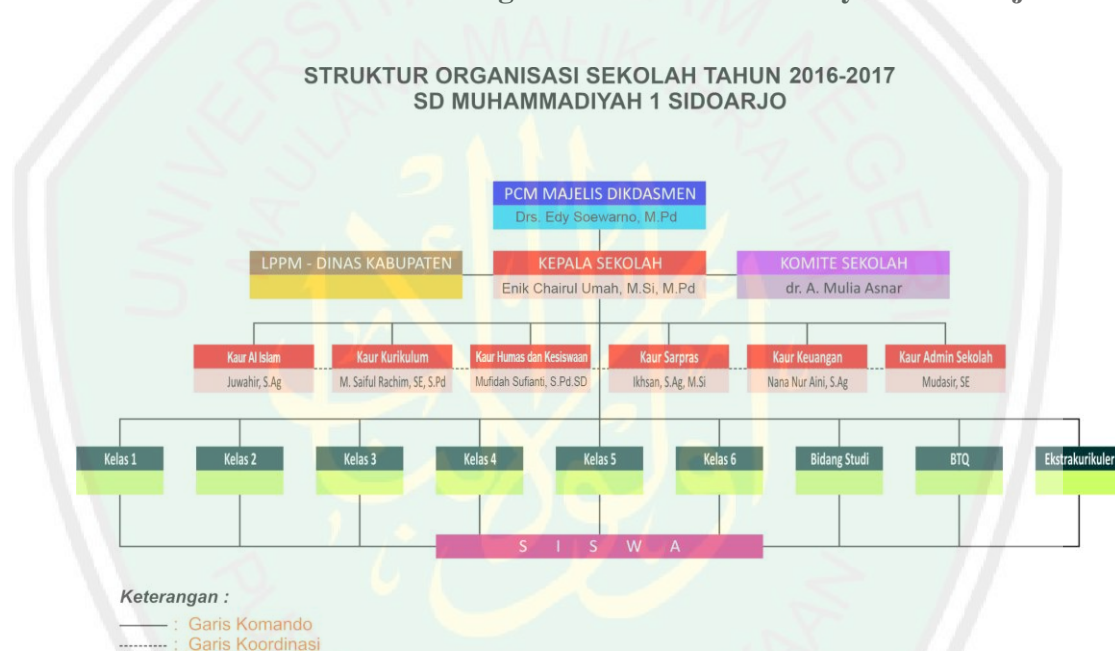 STRUKTUR ORGANISASI SEKOLAH TAHUN 2016-2017
SD MUHAMMADIYAH 1 SIDOARJO
PCM MAJELIS DIKDASMEN
Drs. Edy Soewarno, M.Pd
LPPM - DINAS KABUPATEN
KEPALA SEKOLAH
Enik Chairul Umah, M.Si, M.Pd
KOMITE SEKOLAH
dr. A. Mulia Asnar
Kaur Al Islam
Juwahir, S.Ag
Kaur Kurikulum
M. Saiful Rachim, SE, S.Pd
Kaur Humas dan Kesiswaan
Mufidah Sufianti, S.Pd.SD
Kaur Sarpras
Ikhsan, S.Ag, M.Si
Kaur Keuangan
Nana Nur Aini, S.Ag
Kaur Admin Sekolah
Mudasir, SE
Kelas 1
Kelas 2
Kelas 3
Kelas 4
Kelas 5
Kelas 6
Bidang Studi
BTQ
Ekstrakurikuler
S I S W A
Keterangan :
: Garis Komando
: Garis Koordinasi